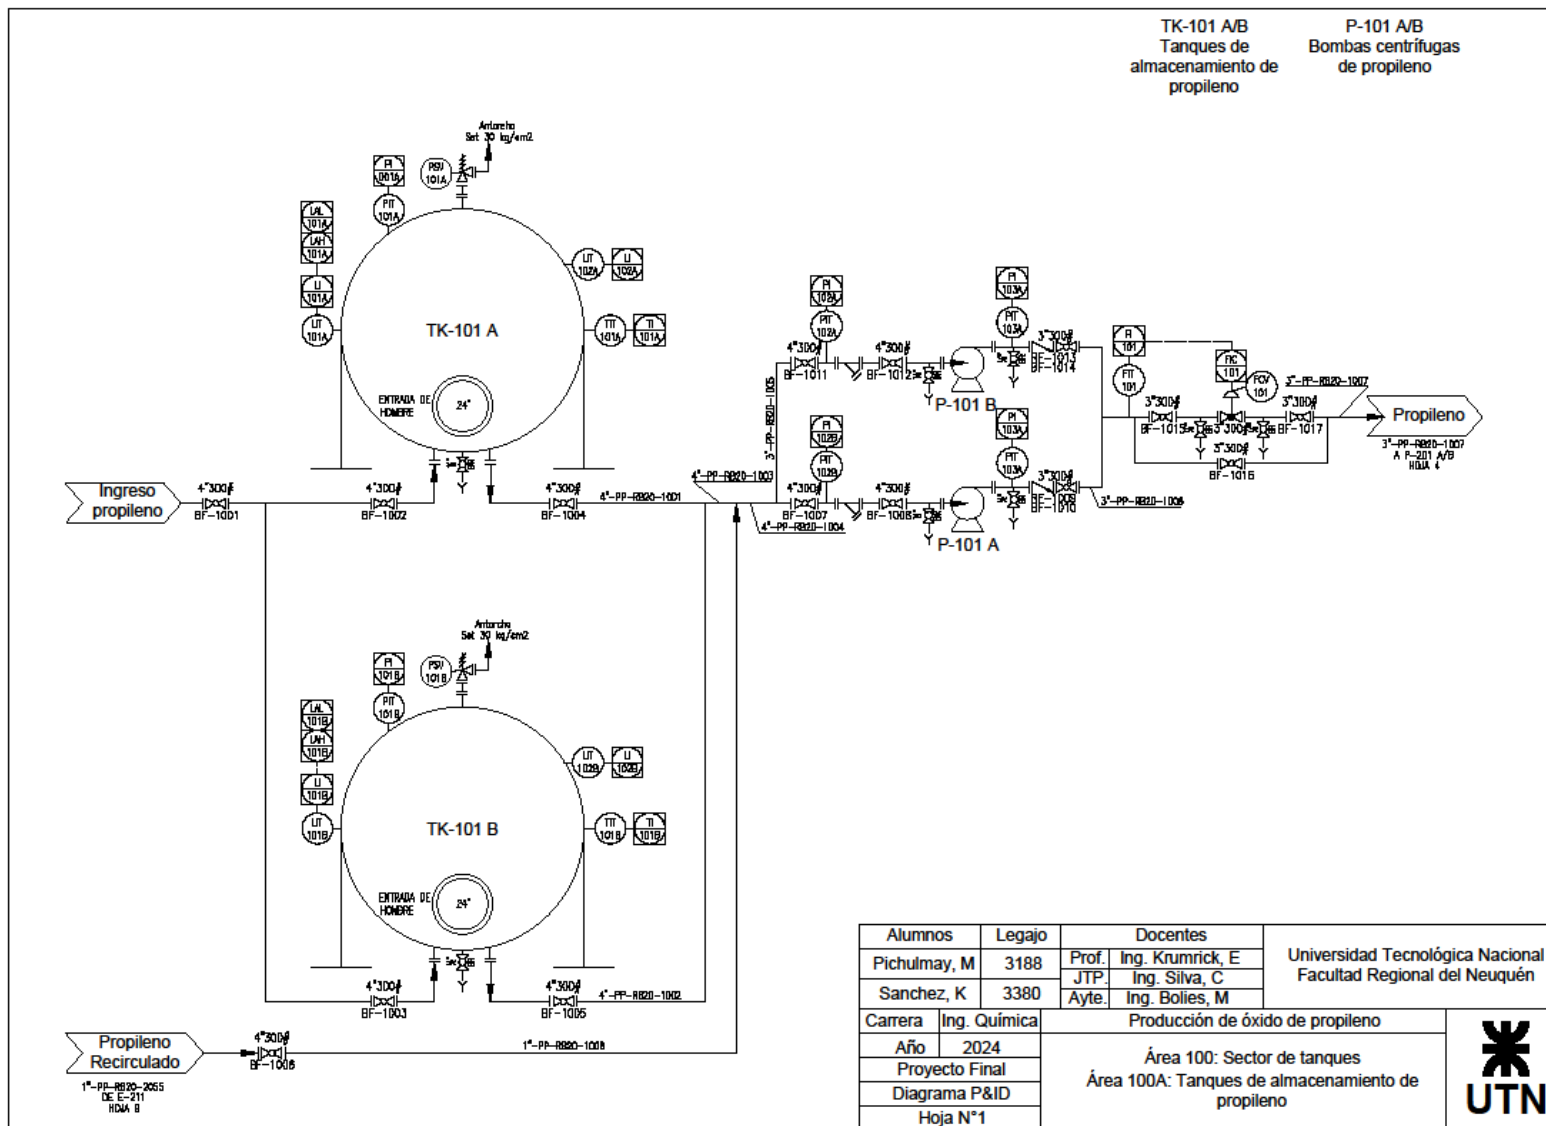 TK-101 A/B
Tanques de
almacenamiento de
propileno
P-101 A/B
Bombas centrífugas
de propileno
Antorcha
Set 30 kg/cm2
PSV
101A
PI
001A
PIT
101A
LAL
101A
LAH
101A
LI
101A
LIT
101A
LIT
102A
LI
102A
TIT
101A
TI
101A
TK-101 A
ENTRADA DE
HOMBRE
24"
Ingreso
propileno
4"300#
BF-1001
4"300#
BF-1002
4"300#
BF-1004
4"-PP-RB20-1001
4"-PP-RB20-1003
3"-PP-RB20-1005
4"-PP-RB20-1004
PI
102A
PIT
102A
4"300#
BF-1011
4"300#
BF-1012
P-101 B
PI
103A
PIT
103A
3"300#
BF-1013
BF-1014
PI
102B
PIT
102B
4"300#
BF-1007
4"300#
BF-1008
P-101 A
PI
103A
PIT
103A
3"300#
BF-1009
BF-1010
3"-PP-RB20-1006
FI
101
FIT
101
FIC
101
FCV
101
3"300#
BF-1015
3"300#
3"300#
BF-1016
3"300#
BF-1017
3"-PP-RB20-1007
Propileno
3"-PP-RB20-1007
A P-201 A/B
HOJA 4
Antorcha
Set 30 kg/cm2
PSV
101B
PI
101B
PIT
101B
LAL
101B
LAH
101B
LI
101B
LIT
101B
LIT
102B
LI
102B
TIT
101B
TI
101B
TK-101 B
ENTRADA DE
HOMBRE
24"
4"300#
BF-1003
4"300#
BF-1005
4"-PP-RB20-1002
Propileno
Recirculado
4"300#
BF-1006
1"-PP-RB20-1008
1"-PP-RB20-2055
DE E-211
HOJA 8
Alumnos Legajo Docentes
Pichulmay, M 3188 Prof. Ing. Krumrick, E
JTP. Ing. Silva, C
Sanchez, K 3380 Ayte. Ing. Bolies, M
Universidad Tecnológica Nacional
Facultad Regional del Neuquén
Carrera Ing. Química Producción de óxido de propileno
Año 2024
Proyecto Final
Diagrama P&ID
Hoja N°1
Área 100: Sector de tanques
Área 100A: Tanques de almacenamiento de
propileno
UTN